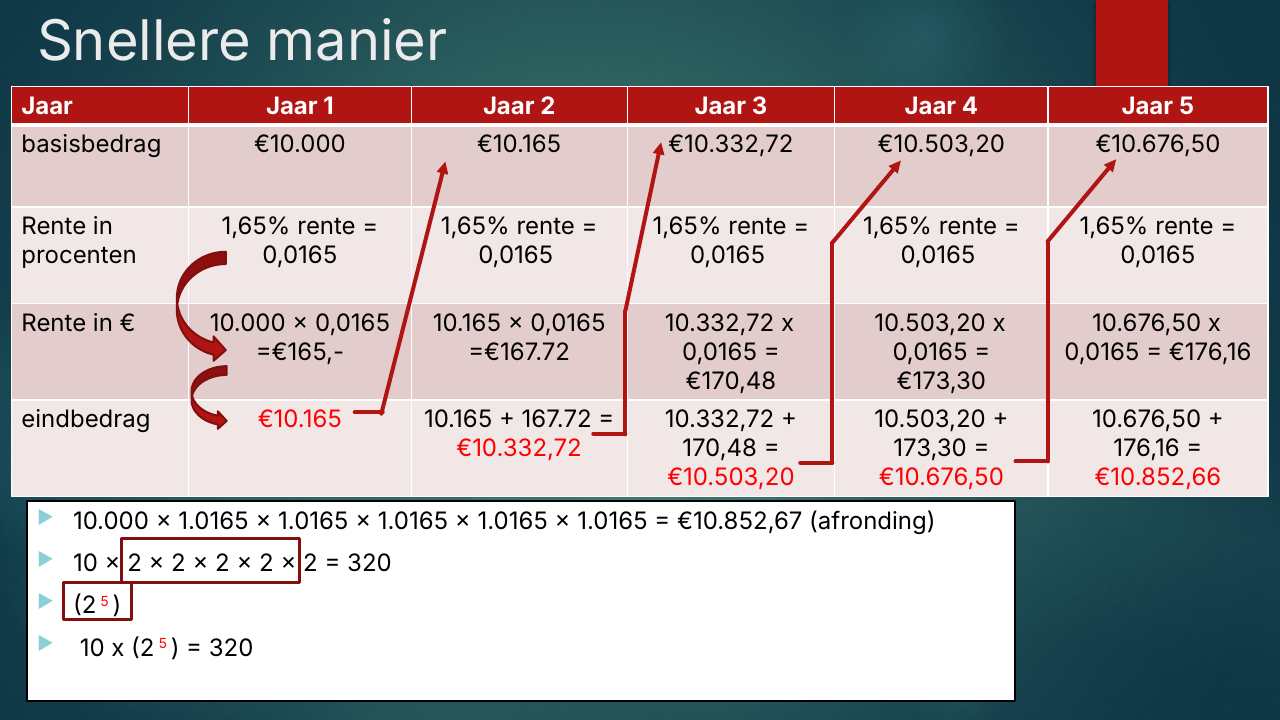 Snellere manier
Jaar Jaar 1 Jaar 2 Jaar 3 Jaar 4 Jaar 5
basisbedrag €10.000 €10.165 €10.332,72 €10.503,20 €10.676,50
Rente in 1,65% rente = 1,65% rente = 1,65% rente = 1,65% rente = 1,65% rente =
procenten 0,0165 0,0165 0,0165 0,0165 0,0165
Rente in € 10.000 × 0,0165 10.165 × 0,0165 10.332,72 x 10.503,20 x 10.676,50 x
=€165,- =€167.72 0,0165 = 0,0165 = 0,0165 = €176,16
€170,48 €173,30
eindbedrag €10.165 10.165 + 167.72 = 10.332,72 + 10.503,20 + 10.676,50 +
€10.332,72 170,48 = 173,30 = 176,16 =
€10.503,20 €10.676,50 €10.852,66
10.000 × 1.0165 × 1.0165 × 1.0165 × 1.0165 × 1.0165 = €10.852,67 (afronding)
10 × 2 × 2 × 2 × 2 × 2 = 320
(2 ⁵ )
10 x (2 ⁵ ) = 320